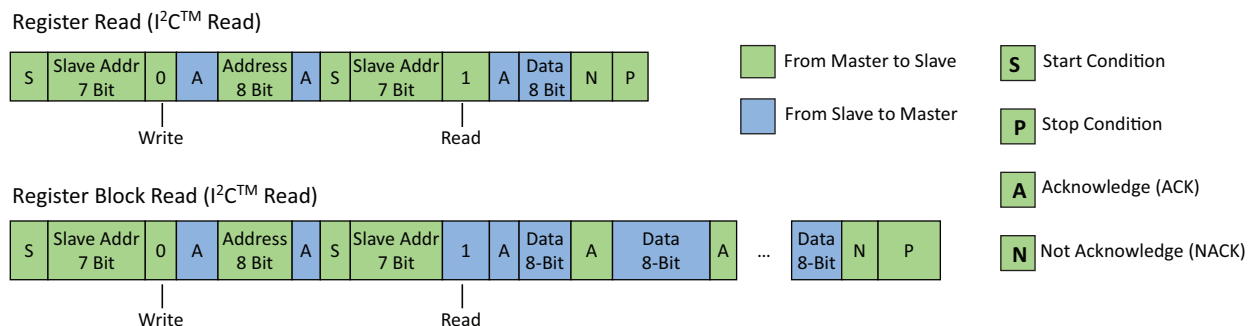 Register Read (I²C™ Read)
S Slave Addr 7 Bit 0 A Address 8 Bit A S Slave Addr 7 Bit 1 A Data 8 Bit N P
Write Read
From Master to Slave
From Slave to Master
S Start Condition
P Stop Condition
A Acknowledge (ACK)
N Not Acknowledge (NACK)
Register Block Read (I²C™ Read)
S Slave Addr 7 Bit 0 A Address 8 Bit A S Slave Addr 7 Bit 1 A Data 8-Bit A Data 8-Bit A ... Data 8-Bit N P
Write Read